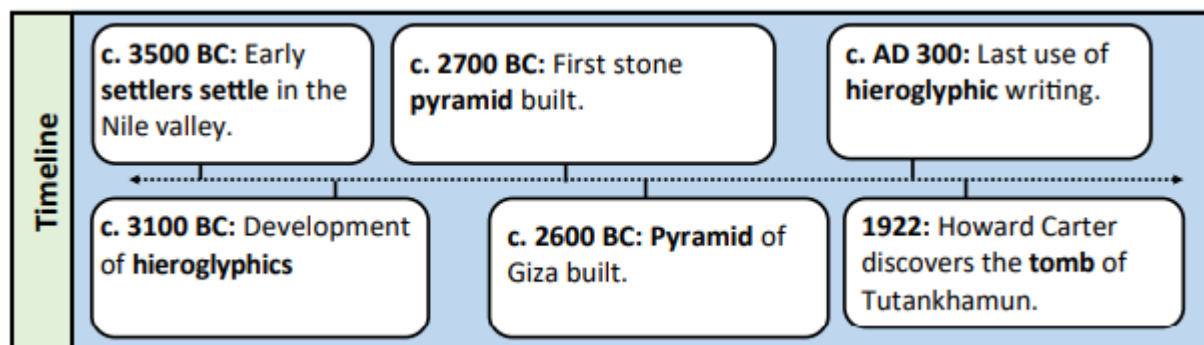 Timeline
c. 3500 BC: Early
settlers settle in the
Nile valley.
c. 2700 BC: First stone
pyramid built.
c. AD 300: Last use of
hieroglyphic writing.
c. 3100 BC: Development
of hieroglyphics
c. 2600 BC: Pyramid of
Giza built.
1922: Howard Carter
discovers the tomb of
Tutankhamun.